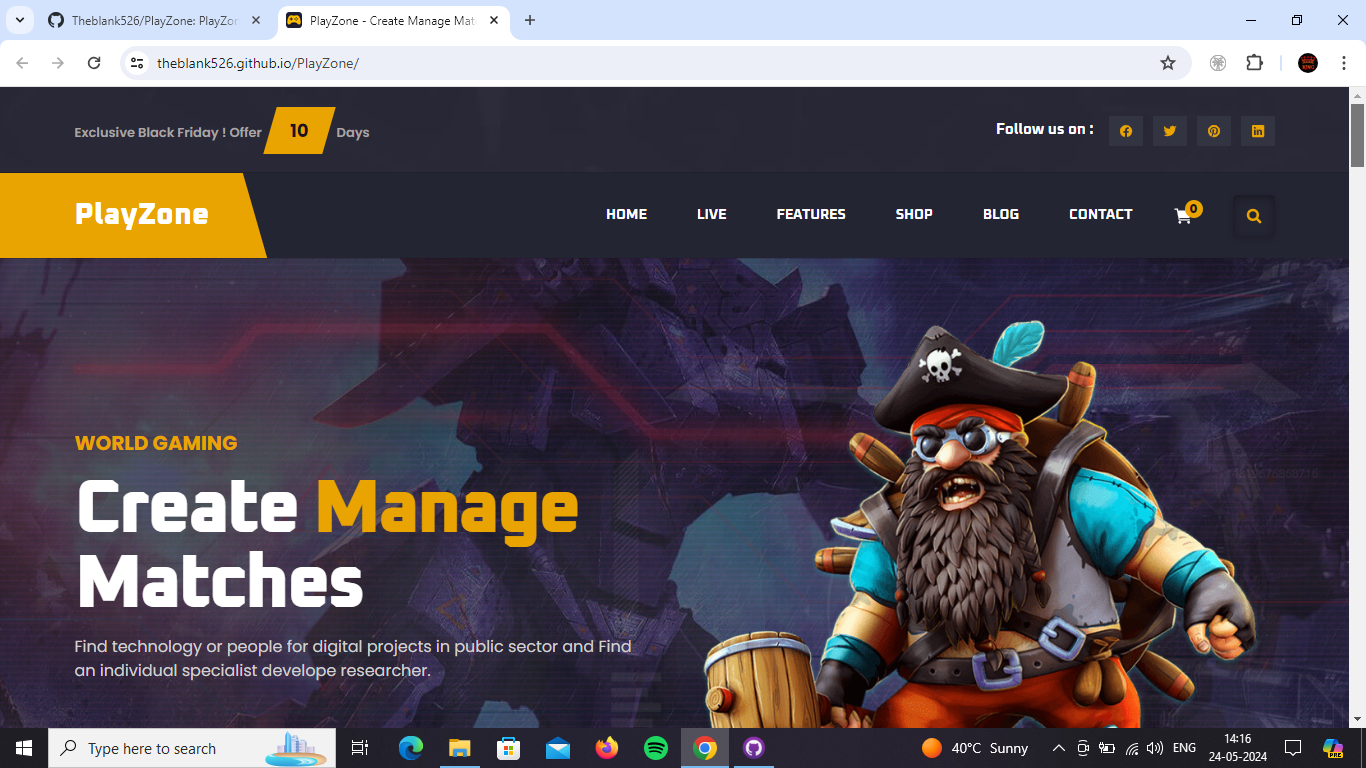 Theblank526/PlayZone: PlayZo
PlayZone - Create Manage Mat
theblank526.github.io/PlayZone/
Exclusive Black Friday ! Offer 10 Days
Follow us on :
PlayZone
HOME LIVE FEATURES SHOP BLOG CONTACT 0
WORLD GAMING
Create Manage
Matches
Find technology or people for digital projects in public sector and Find
an individual specialist develope researcher.
Type here to search
40°C Sunny
ENG
14:16
24-05-2024
PRE